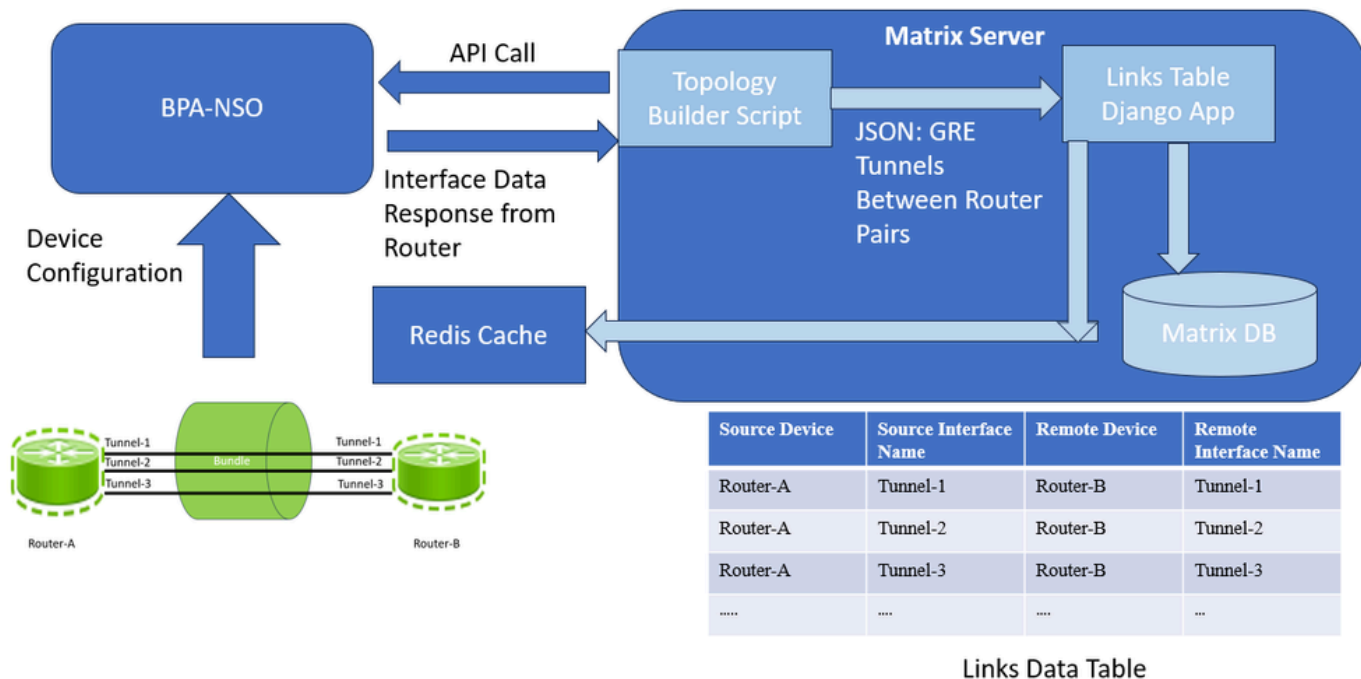 Matrix Server
BPA-NSO
API Call
Topology
Builder Script
Links Table
Django App
Interface Data
Response from
Router
JSON: GRE
Tunnels
Between Router
Pairs
Device
Configuration
Redis Cache
Matrix DB
Tunnel-1
Tunnel-2
Tunnel-3
Bundle
Tunnel-1
Tunnel-2
Tunnel-3
Router-A
Router-B
Source Device Source Interface Name Remote Device Remote Interface Name
Router-A Tunnel-1 Router-B Tunnel-1
Router-A Tunnel-2 Router-B Tunnel-2
Router-A Tunnel-3 Router-B Tunnel-3
..... .... .... ...
Links Data Table